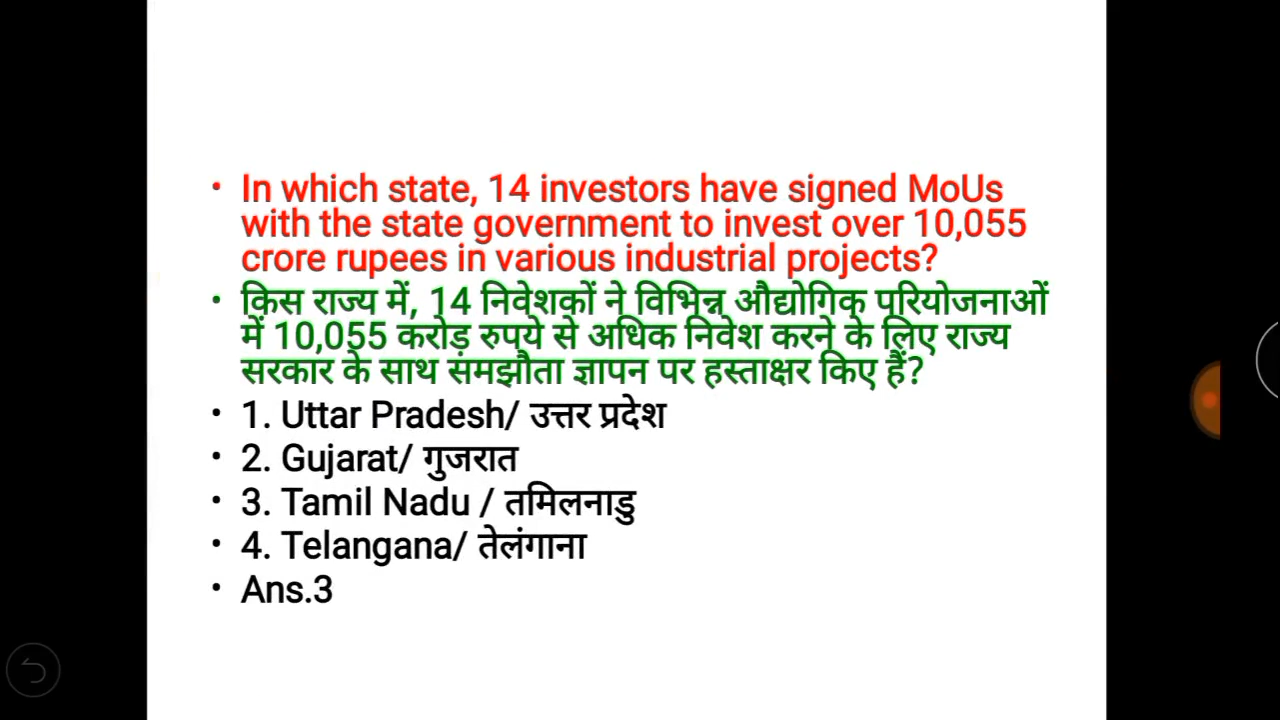 • In which state, 14 investors have signed MoUs
with the state government to invest over 10,055
crore rupees in various industrial projects?
• किस राज्य में, 14 निवेशकों ने विभिन्न औद्योगिक परियोजनाओं
में 10,055 करोड़ रुपये से अधिक निवेश करने के लिए राज्य
सरकार के साथ समझौता ज्ञापन पर हस्ताक्षर किए हैं?
• 1. Uttar Pradesh/ उत्तर प्रदेश
• 2. Gujarat/ गुजरात
• 3. Tamil Nadu / तमिलनाडु
• 4. Telangana/ तेलंगाना
• Ans.3